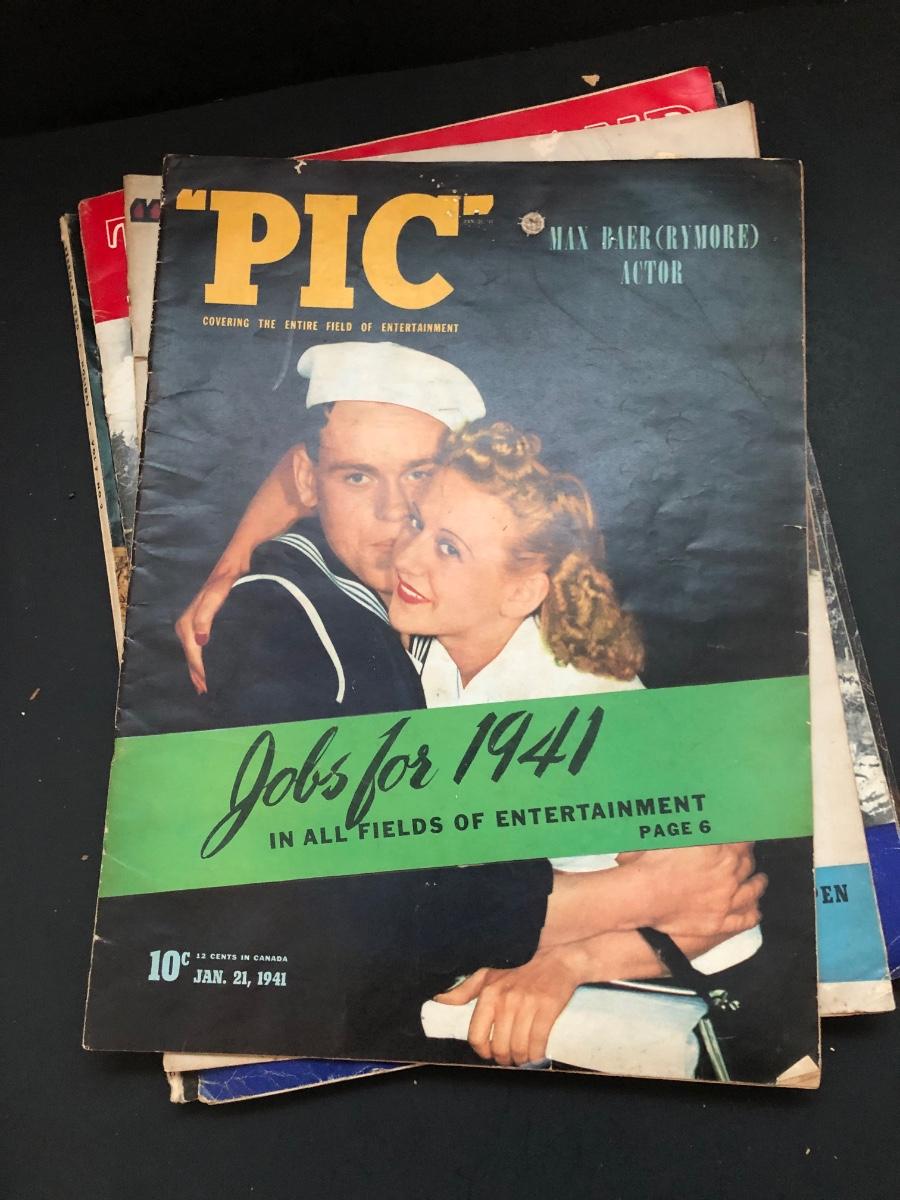 "PIC"
COVERING THE ENTIRE FIELD OF ENTERTAINMENT
MAX BAER (RYMORE)
ACTOR
Jobs for 1941
IN ALL FIELDS OF ENTERTAINMENT
PAGE 6
10c 12 CENTS IN CANADA
JAN. 21, 1941
PEN